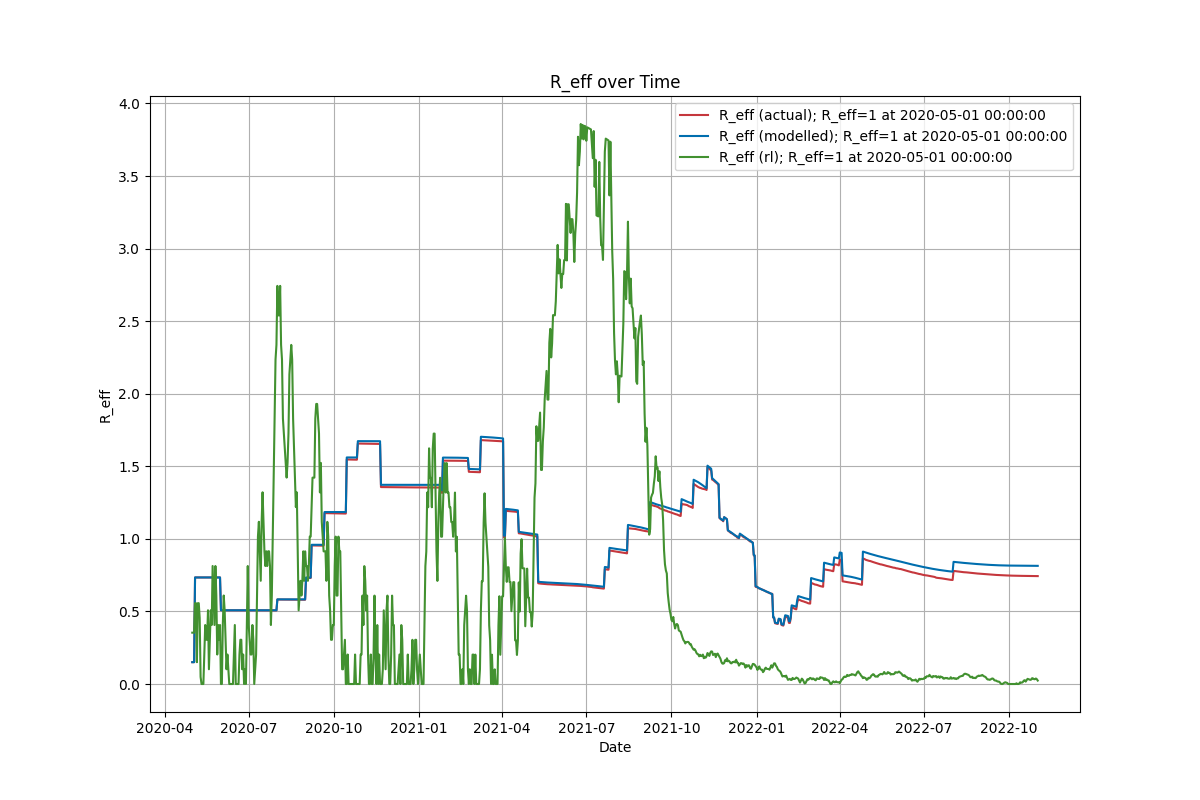 R_eff over Time
R_eff (actual); R_eff=1 at 2020-05-01 00:00:00
R_eff (modelled); R_eff=1 at 2020-05-01 00:00:00
R_eff (rl); R_eff=1 at 2020-05-01 00:00:00
4.0
3.5
3.0
2.5
2.0
1.5
1.0
0.5
0.0
R_eff
2020-04 2020-07 2020-10 2021-01 2021-04 2021-07 2021-10 2022-01 2022-04 2022-07 2022-10
Date